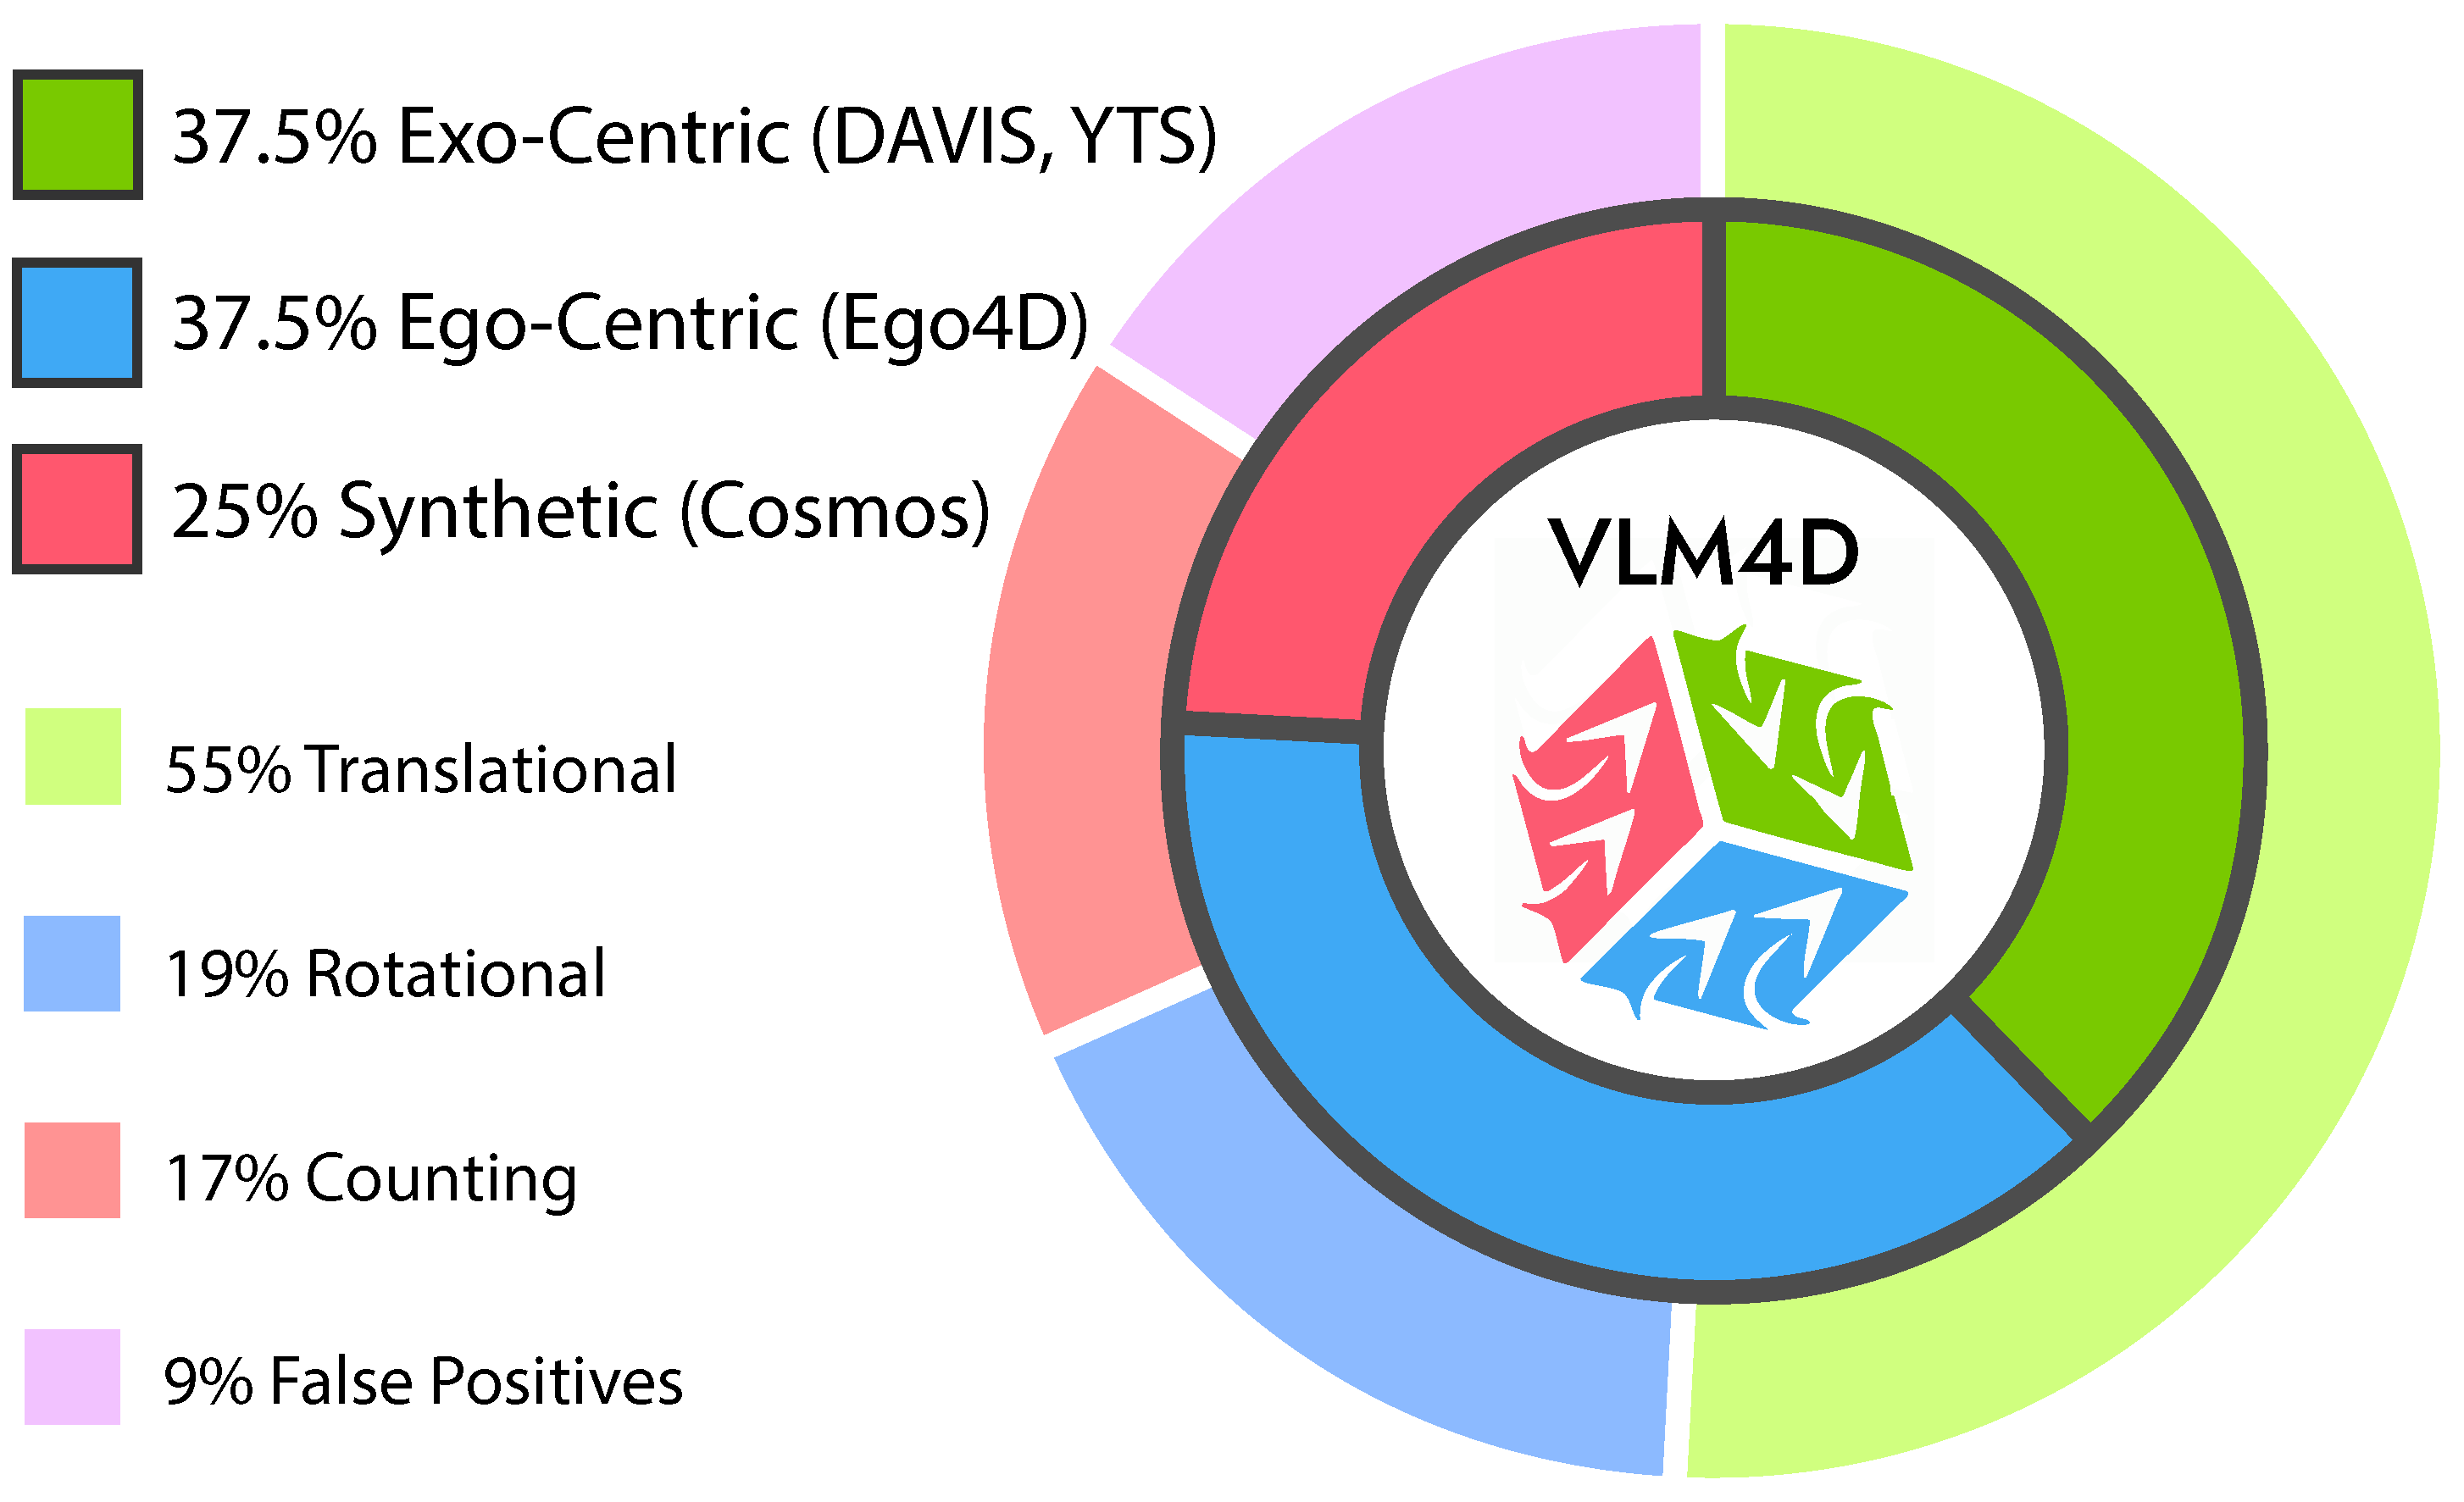 37.5% Exo-Centric (DAVIS, YTS)
37.5% Ego-Centric (Ego4D)
25% Synthetic (Cosmos)
VLM4D
55% Translational
19% Rotational
17% Counting
9% False Positives